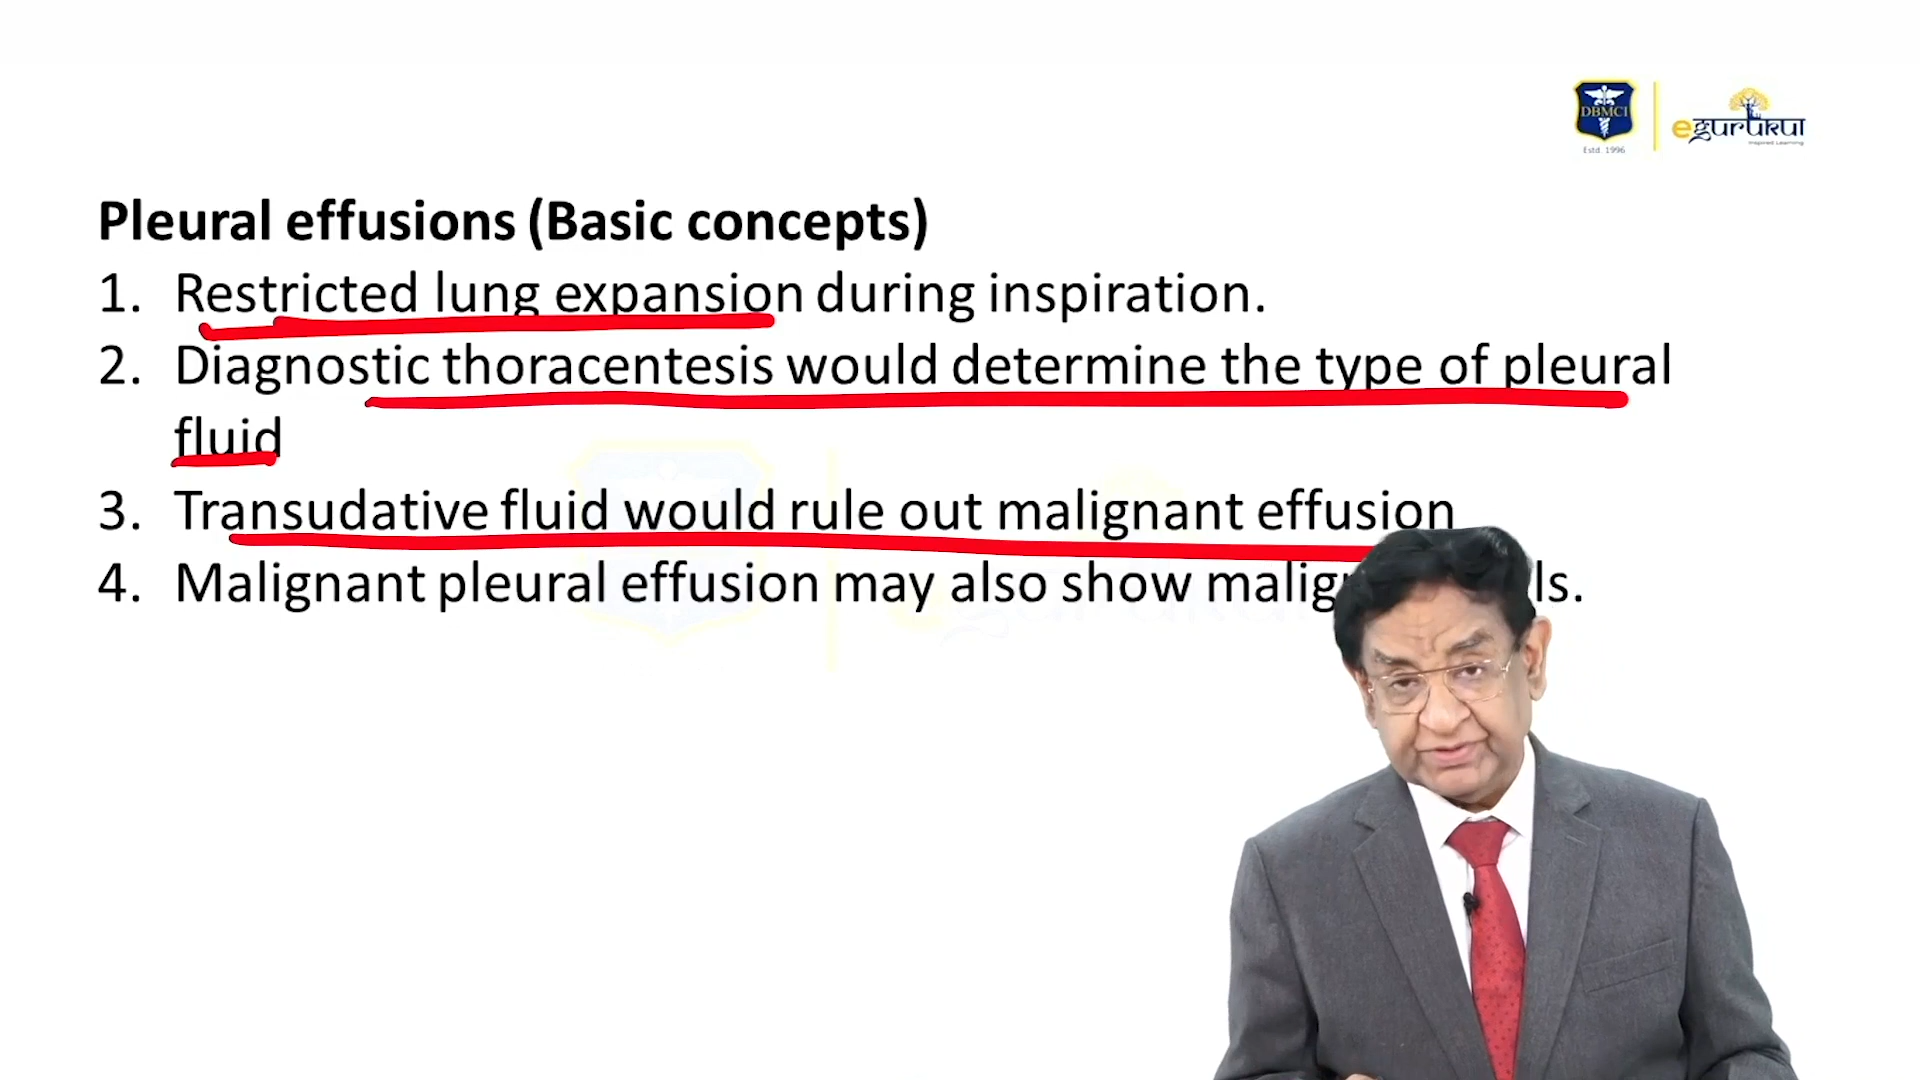 DBMCI
Estd. 1996
egurukul
Inspired Learning
Pleural effusions (Basic concepts)
1. Restricted lung expansion during inspiration.
2. Diagnostic thoracentesis would determine the type of pleural
fluid
3. Transudative fluid would rule out malignant effusion
4. Malignant pleural effusion may also show